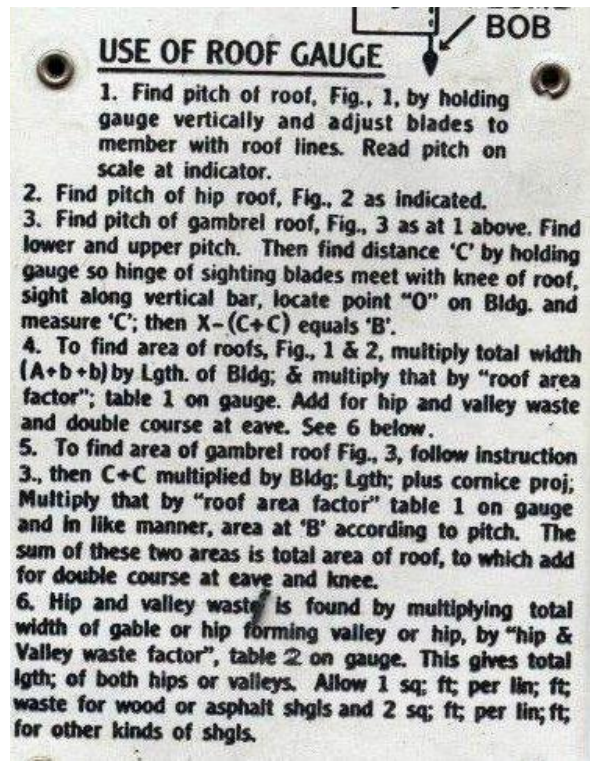 BOB
USE OF ROOF GAUGE
1. Find pitch of roof, Fig., 1, by holding
gauge vertically and adjust blades to
member with roof lines. Read pitch on
scale at indicator.
2. Find pitch of hip roof, Fig., 2 as indicated.
3. Find pitch of gambrel roof, Fig., 3 as at 1 above. Find
lower and upper pitch. Then find distance 'C' by holding
gauge so hinge of sighting blades meet with knee of roof,
sight along vertical bar, locate point "O" on Bldg. and
measure 'C'; then X-(C+C) equals 'B'.
4. To find area of roofs, Fig., 1 & 2, multiply total width
(A+b+b) by Lgth. of Bldg; & multiply that by "roof area
factor"; table 1 on gauge. Add for hip and valley waste
and double course at eave. See 6 below.
5. To find area of gambrel roof Fig., 3, follow instruction
3., then C+C multiplied by Bldg; Lgth; plus cornice proj;
Multiply that by "roof area factor" table 1 on gauge
and in like manner, area at 'B' according to pitch. The
sum of these two areas is total area of roof, to which add
for double course at eave and knee.
6. Hip and valley waste is found by multiplying total
width of gable or hip forming valley or hip, by "hip &
Valley waste factor", table 2 on gauge. This gives total
lgth; of both hips or valleys. Allow 1 sq; ft; per lin; ft;
waste for wood or asphalt shgls and 2 sq; ft; per lin; ft;
for other kinds of shgls.